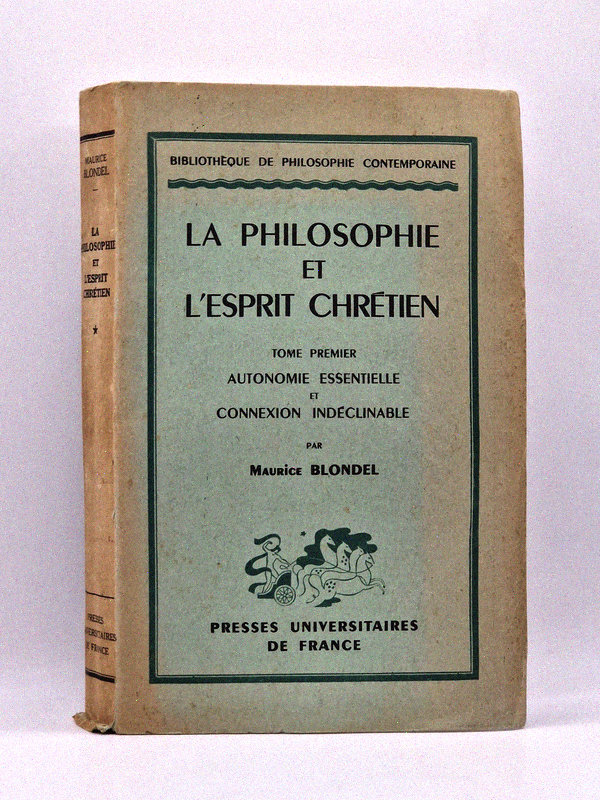 MAURICE
BLONDEL
LA
PHILOSOPHIE
ET
L'ESPRIT
CHRÉTIEN
*
PRESSES
UNIVERSITAIRES
DE FRANCE
BIBLIOTHÈQUE DE PHILOSOPHIE CONTEMPORAINE
LA PHILOSOPHIE
ET
L'ESPRIT CHRÉTIEN
TOME PREMIER
AUTONOMIE ESSENTIELLE
ET
CONNEXION INDÉCLINABLE
PAR
MAURICE BLONDEL
PRESSES UNIVERSITAIRES
DE FRANCE